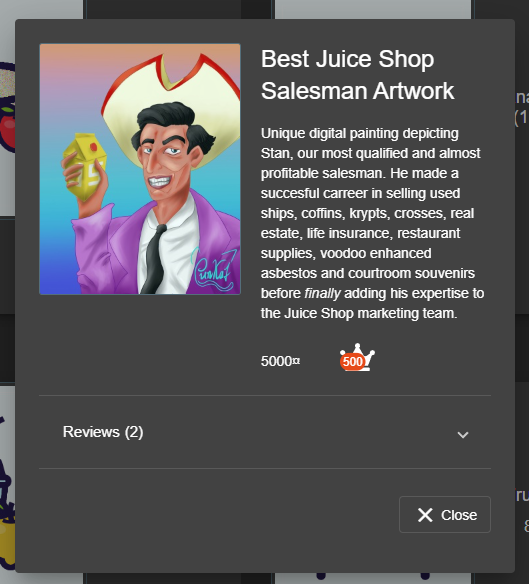 Best Juice Shop
Salesman Artwork
Unique digital painting depicting
Stan, our most qualified and almost
profitable salesman. He made a
succesful carreer in selling used
ships, coffins, krypts, crosses, real
estate, life insurance, restaurant
supplies, voodoo enhanced
asbestos and courtroom souvenirs
before finally adding his expertise to
the Juice Shop marketing team.
5000¤
500
Reviews (2)
Close